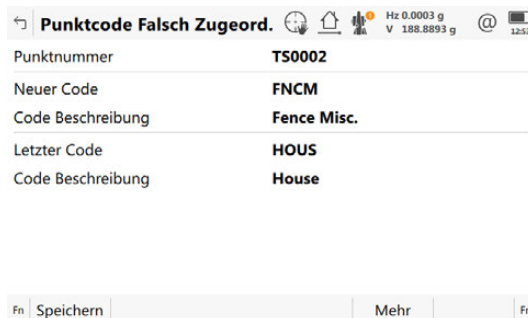 Punktcode Falsch Zugeord. Hz 0.0003 g
V 188.8893 g @
Punktnummer TS0002
Neuer Code FNCM
Code Beschreibung Fence Misc.
Letzter Code HOUS
Code Beschreibung House
Fn Speichern Mehr